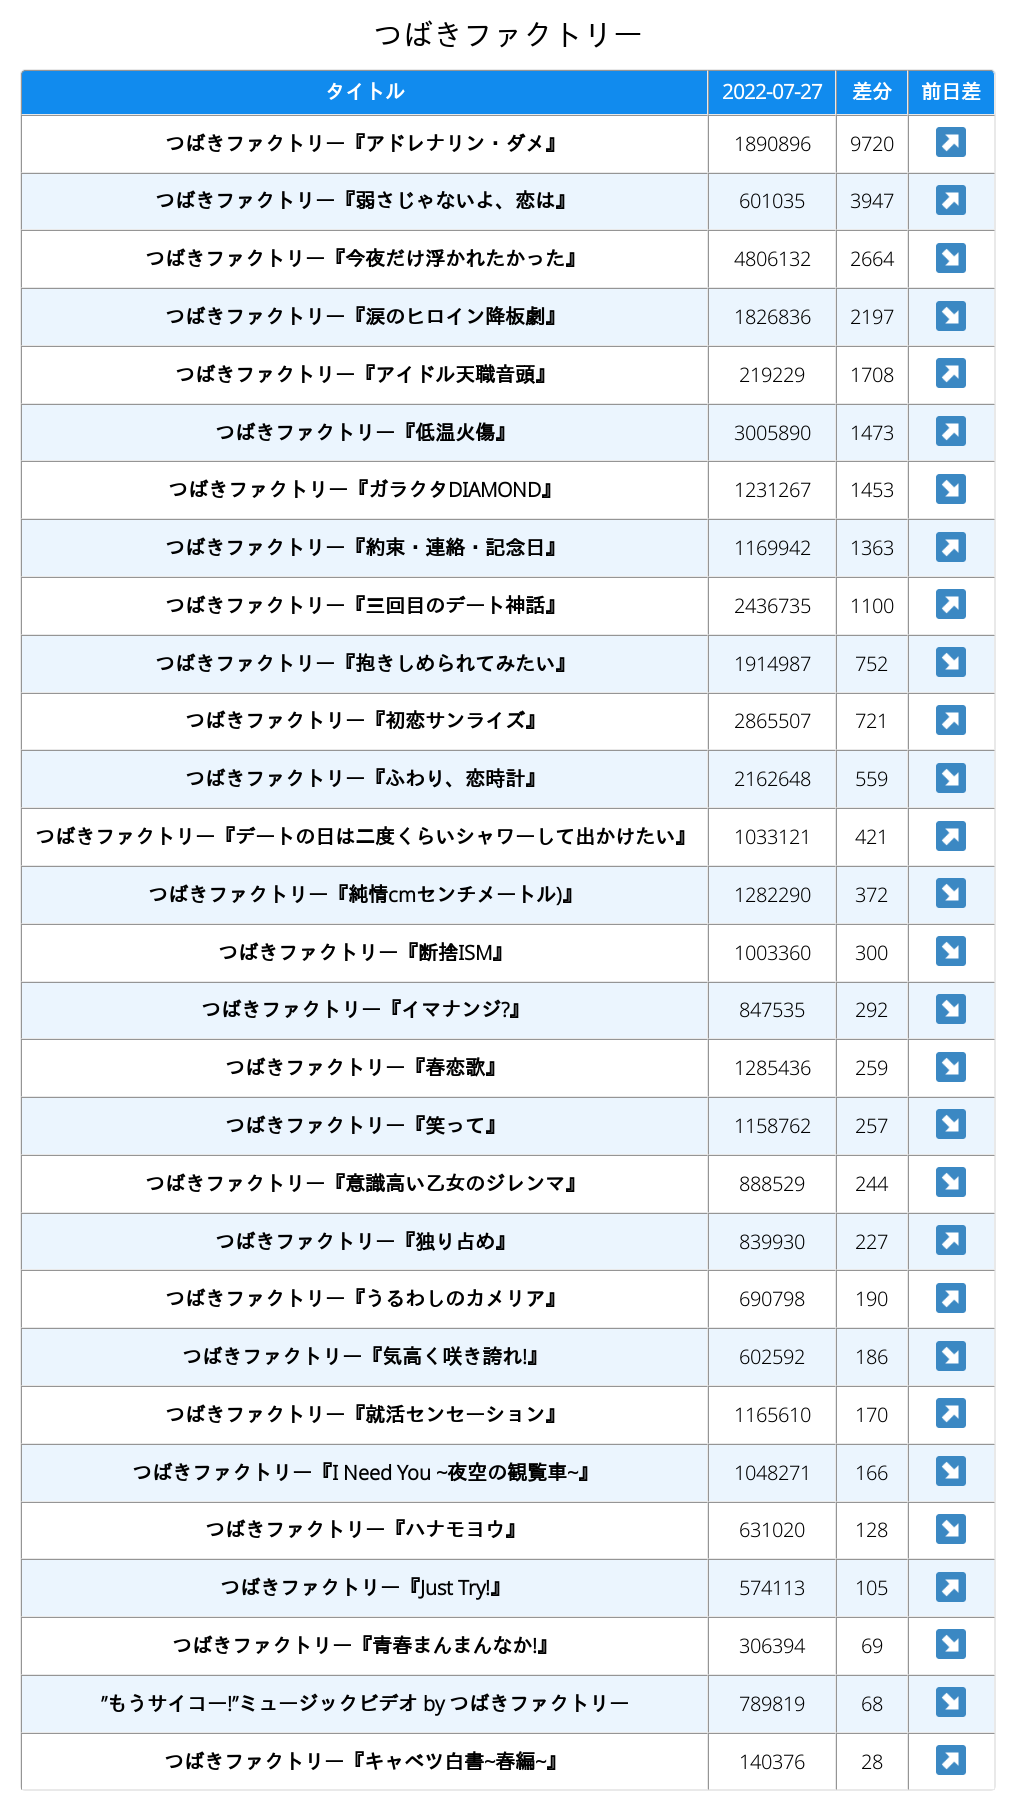 つばきファクトリー
タイトル 2022-07-27 差分 前日差
つばきファクトリー『アドレナリン・ダメ』 1890896 9720 ↗
つばきファクトリー『弱さじゃないよ、恋は』 601035 3947 ↗
つばきファクトリー『今夜だけ浮かれたかった』 4806132 2664 ↘
つばきファクトリー『涙のヒロイン降板劇』 1826836 2197 ↘
つばきファクトリー『アイドル天職音頭』 219229 1708 ↗
つばきファクトリー『低温火傷』 3005890 1473 ↗
つばきファクトリー『ガラクタDIAMOND』 1231267 1453 ↘
つばきファクトリー『約束・連絡・記念日』 1169942 1363 ↗
つばきファクトリー『三回目のデート神話』 2436735 1100 ↗
つばきファクトリー『抱きしめられてみたい』 1914987 752 ↘
つばきファクトリー『初恋サンライズ』 2865507 721 ↗
つばきファクトリー『ふわり、恋時計』 2162648 559 ↘
つばきファクトリー『デートの日は二度くらいシャワーして出かけたい』 1033121 421 ↗
つばきファクトリー『純情cmセンチメートル)』 1282290 372 ↘
つばきファクトリー『断捨ISM』 1003360 300 ↘
つばきファクトリー『イマナンジ?』 847535 292 ↘
つばきファクトリー『春恋歌』 1285436 259 ↘
つばきファクトリー『笑って』 1158762 257 ↘
つばきファクトリー『意識高い乙女のジレンマ』 888529 244 ↘
つばきファクトリー『独り占め』 839930 227 ↗
つばきファクトリー『うるわしのカメリア』 690798 190 ↗
つばきファクトリー『気高く咲き誇れ!』 602592 186 ↘
つばきファクトリー『就活センセーション』 1165610 170 ↗
つばきファクトリー『I Need You ~夜空の観覧車~』 1048271 166 ↘
つばきファクトリー『ハナモヨウ』 631020 128 ↘
つばきファクトリー『Just Try!』 574113 105 ↗
つばきファクトリー『青春まんまんなか!』 306394 69 ↘
”もうサイコー!”ミュージックビデオ by つばきファクトリー 789819 68 ↘
つばきファクトリー『キャベツ白書~春編~』 140376 28 ↗